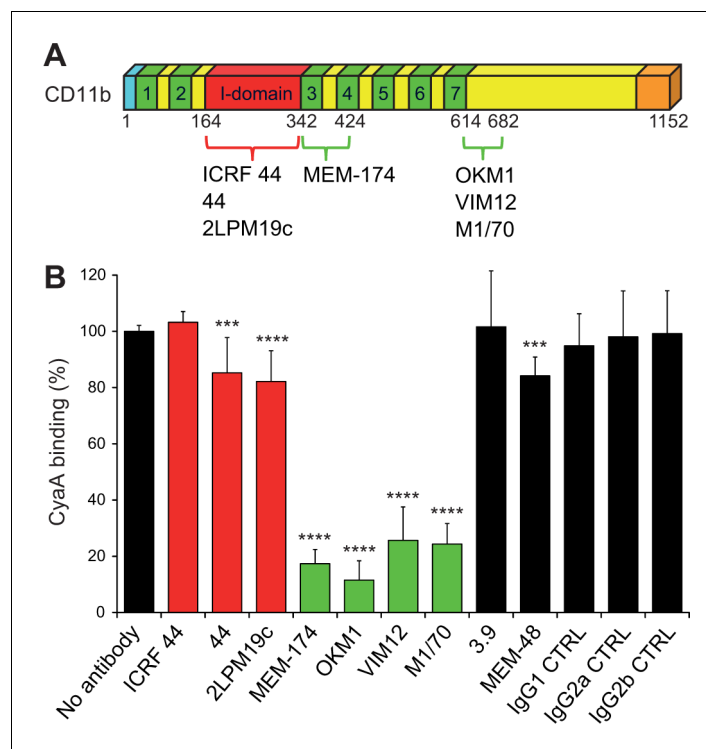 A
CD11b
1 2 I-domain 3 4 5 6 7
1 164 342 424 614 682 1152
ICRF 44 MEM-174 OKM1
44 VIM12
2LPM19c M1/70
B
CyaA binding (%)
120
100
80
60
40
20
0
*** **** **** **** **** **** ***
No antibody
ICRF 44
44
2LPM19c
MEM-174
OKM1
VIM12
M1/70
3.9
MEM-48
IgG1 CTRL
IgG2a CTRL
IgG2b CTRL